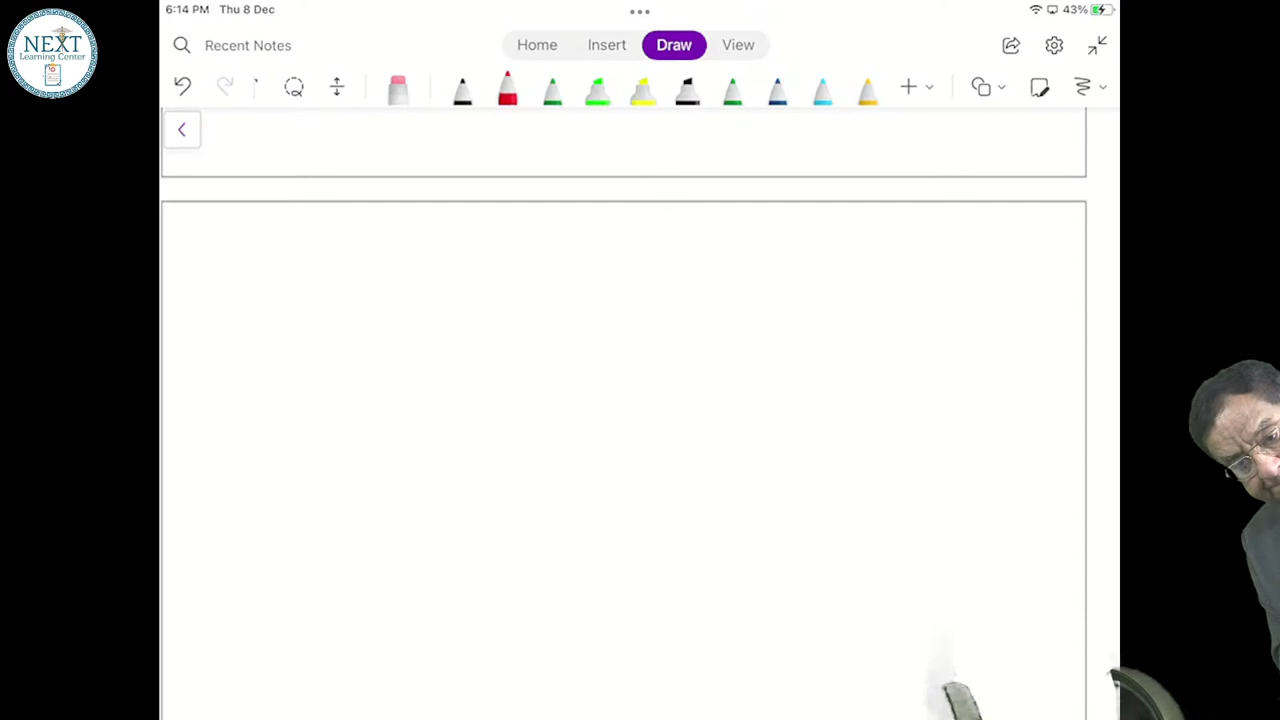 6:14 PM Thu 8 Dec
43%
NEXT
Learning Center
Recent Notes
Home
Insert
Draw
View